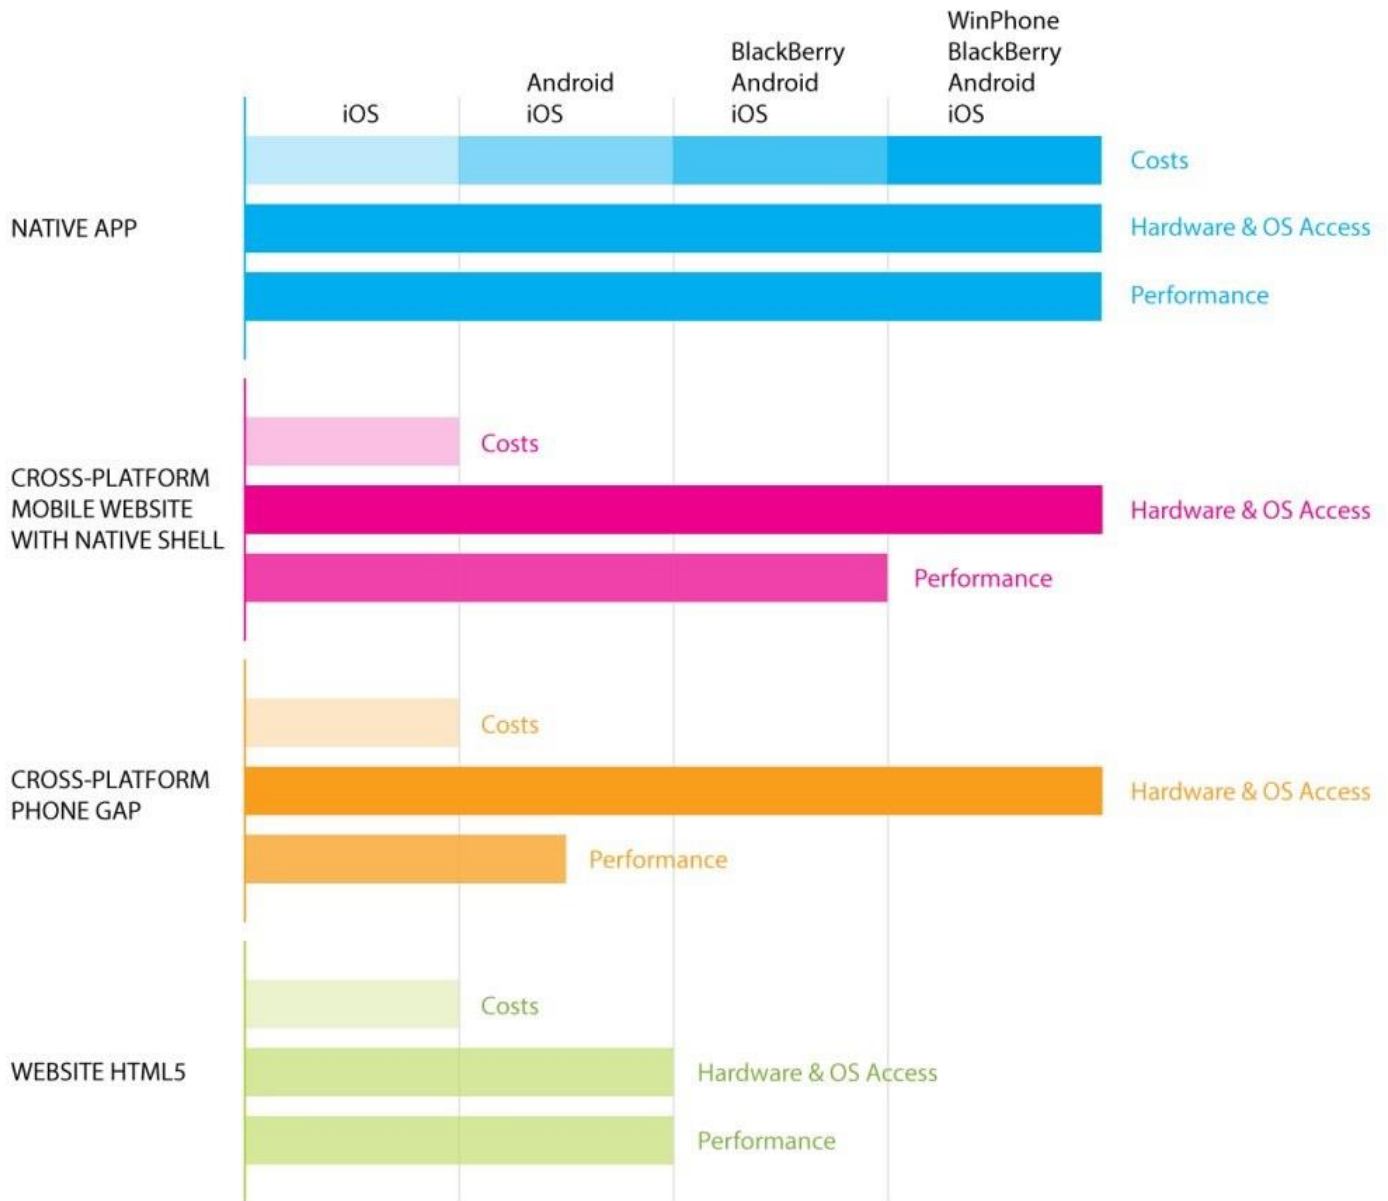 iOS
Android
iOS
BlackBerry
Android
iOS
WinPhone
BlackBerry
Android
iOS
NATIVE APP
Costs
Hardware & OS Access
Performance
CROSS-PLATFORM
MOBILE WEBSITE
WITH NATIVE SHELL
Costs
Hardware & OS Access
Performance
CROSS-PLATFORM
PHONE GAP
Costs
Hardware & OS Access
Performance
WEBSITE HTML5
Costs
Hardware & OS Access
Performance